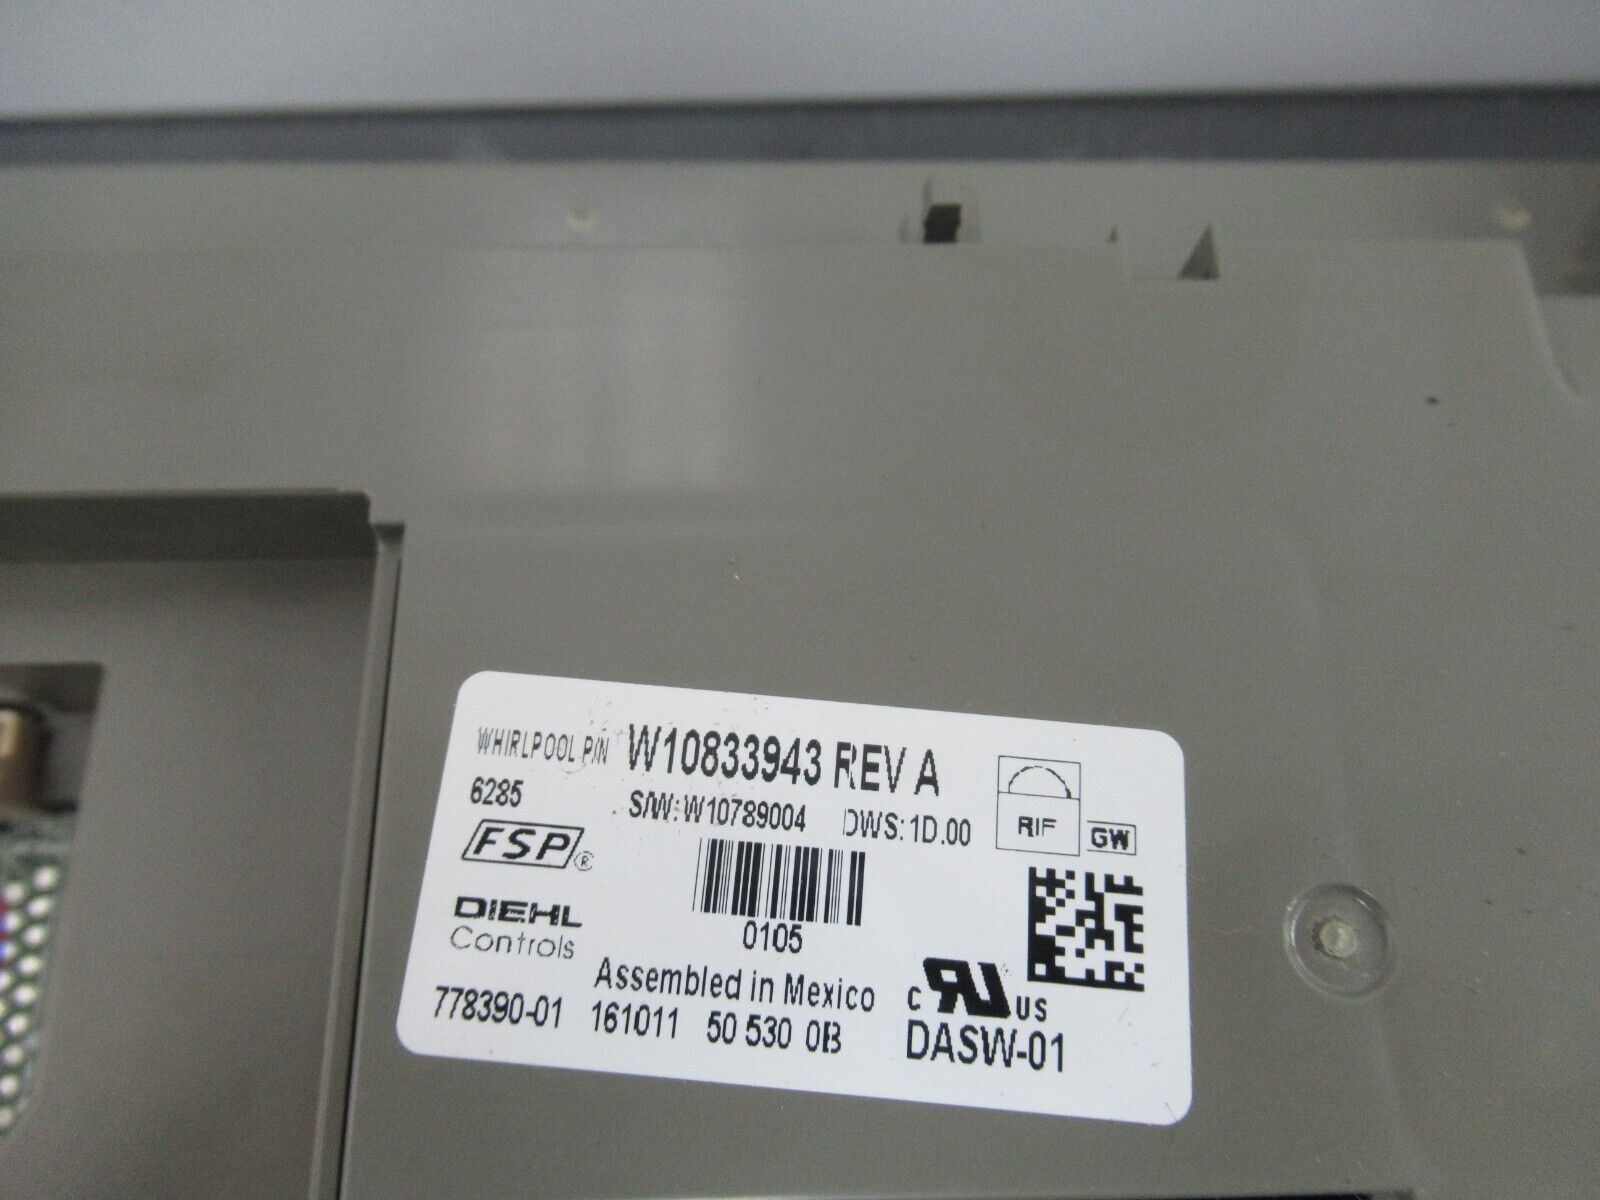 WHIRLPOOL P/N W10833943 REV A
6285 S/W: W10789004 DWS: 1D.00
RIF GW
FSP®
0105
DIEHL
Controls
Assembled in Mexico
C RU US
778390-01 161011 50 530 0B DASW-01